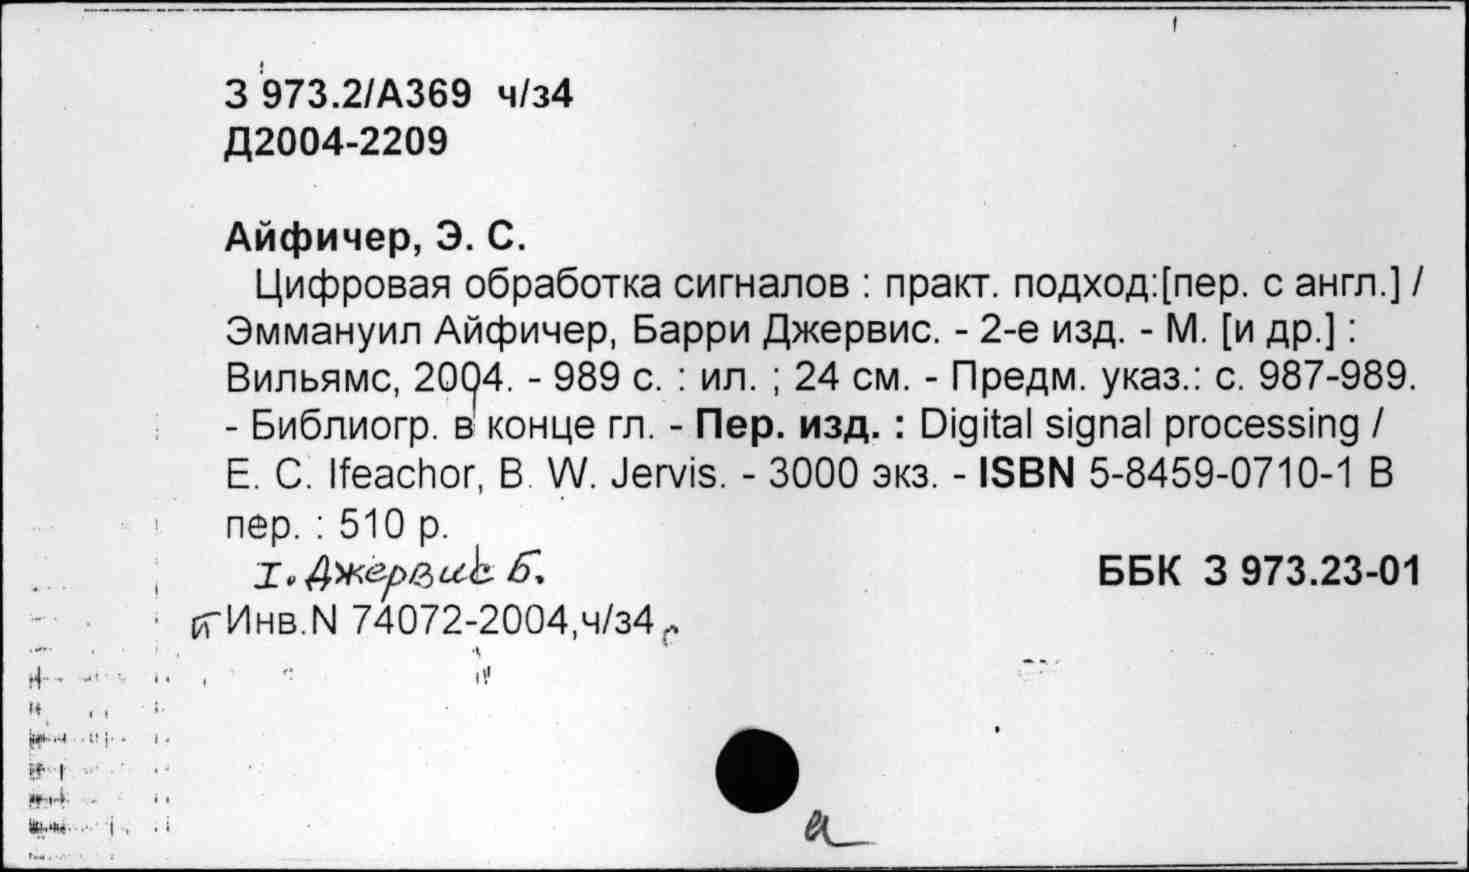 З 973.2/А369 ч/з4
Д2004-2209
Айфичер, Э. С.
Цифровая обработка сигналов : практ. подход:[пер. с англ.] /
Эммануил Айфичер, Барри Джервис. - 2-е изд. - М. [и др.] :
Вильямс, 2004. - 989 с. : ил. ; 24 см. - Предм. указ.: с. 987-989.
- Библиогр. в конце гл. - Пер. изд. : Digital signal processing /
E. C. Ifeachor, B. W. Jervis. - 3000 экз. - ISBN 5-8459-0710-1 В
пер. : 510 р.
I. Джервис Б.
ББК З 973.23-01
Инв.N 74072-2004,ч/з4